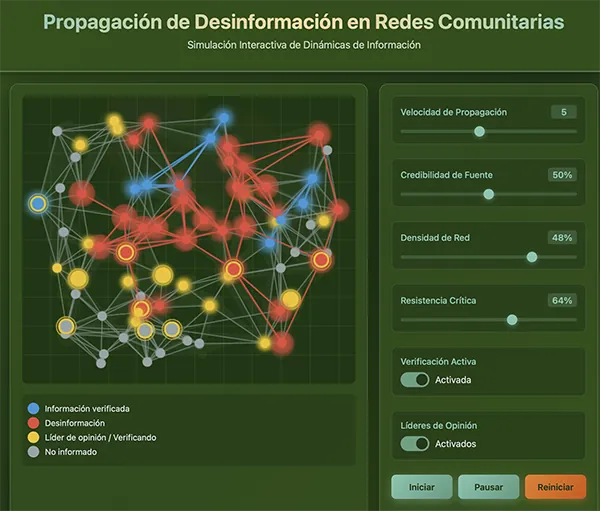 Propagación de Desinformación en Redes Comunitarias
Simulación Interactiva de Dinámicas de Información
Información verificada
Desinformación
Líder de opinión / Verificando
No informado
Velocidad de Propagación 5
Credibilidad de Fuente 50%
Densidad de Red 48%
Resistencia Crítica 64%
Verificación Activa
Activada
Líderes de Opinión
Activados
Iniciar Pausar Reiniciar